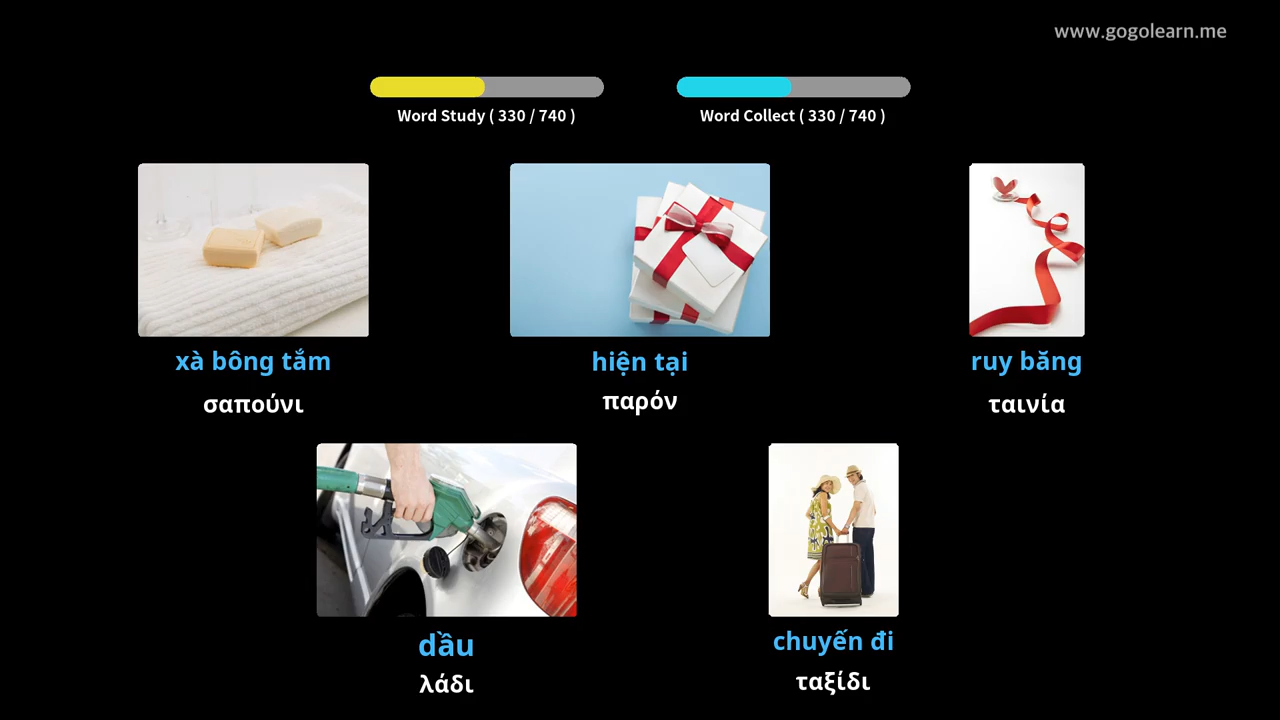 www.gogolearn.me
Word Study ( 330 / 740 )
Word Collect ( 330 / 740 )
xà bông tắm
σαπούνι
hiện tại
παρόν
ruy băng
ταινία
dầu
λάδι
chuyến đi
ταξίδι